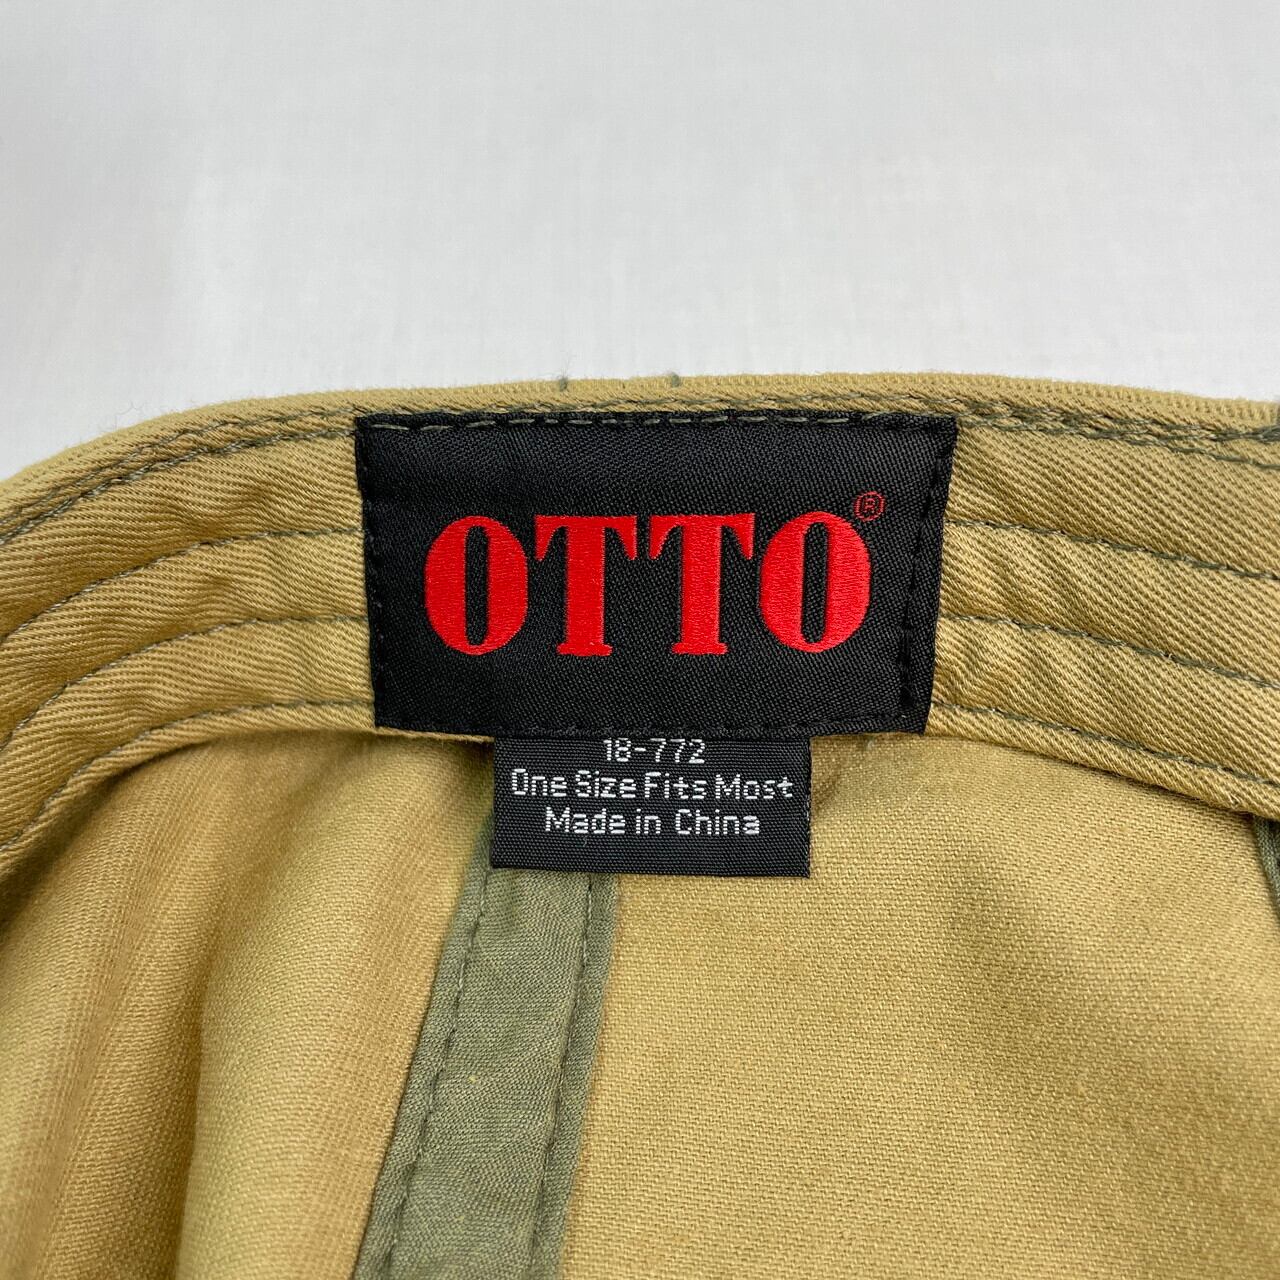 OTTO®
18-772
One Size Fits Most
Made in China